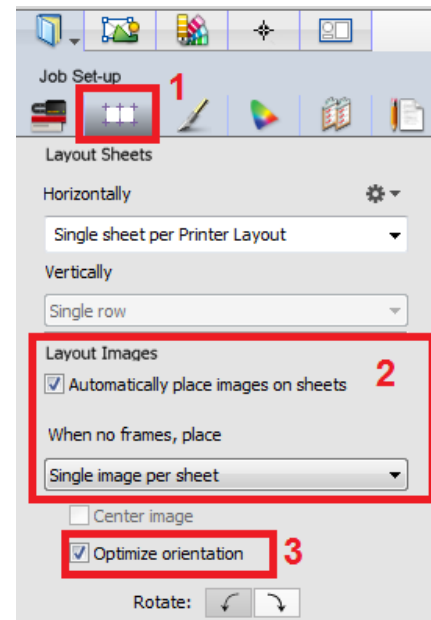 Job Set-up
1
Layout Sheets
Horizontally
Single sheet per Printer Layout
Vertically
Single row
Layout Images
2
Automatically place images on sheets
When no frames, place
Single image per sheet
Center image
Optimize orientation
3
Rotate: